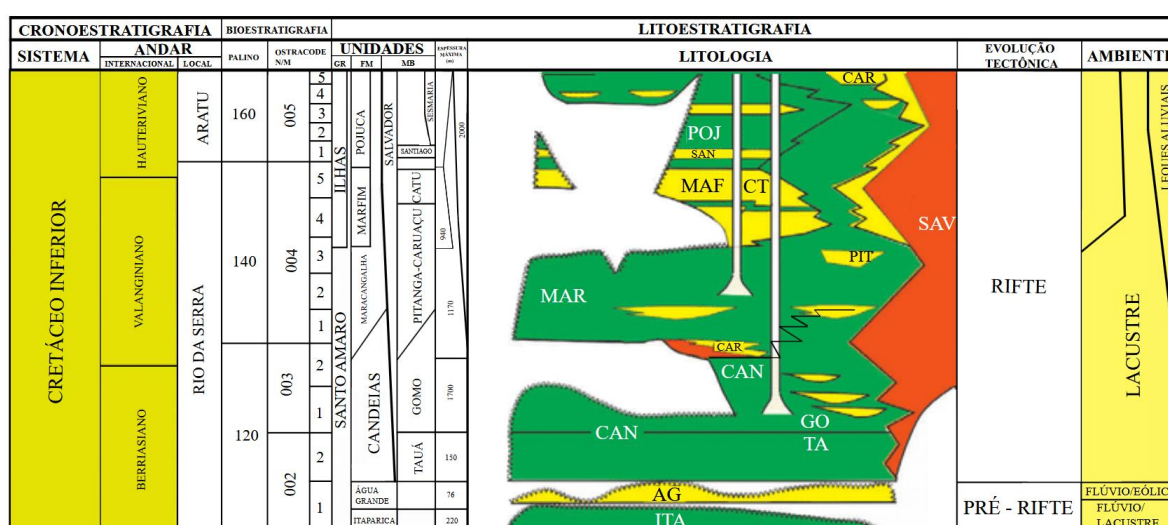 CRONOESTRATIGRAFIA BIOESTRATIGRAFIA LITOESTRATIGRAFIA
SISTEMA ANDAR PALINO OSTRACODE N/M UNIDADES ESPESSURA MÁXIMA (m) LITOLOGIA EVOLUÇÃO TECTÔNICA AMBIENTE
INTERNACIONAL LOCAL GR FM MB
CRETÁCEO INFERIOR
HAUTERIVIANO
VALANGINIANO
BERRIASIANO
ARATU
RIO DA SERRA
160
140
120
005
004
003
002
5
4
3
2
1
5
4
3
2
1
2
1
2
1
ILHAS
SANTO AMARO
POJUCA
MARFIM
MARACANGALHA
CANDEIAS
ÁGUA GRANDE
ITAPARICA
SALVADOR
SESMARIA
SANTIAGO
CATU
PITANGA-CARUAÇU
GOMO
TAUÁ
2000
940
1170
1700
150
76
220
CAR
POJ
SAN
MAF CT
SAV
PIT
MAR
CAR
CAN
GO
CAN
TA
AG
ITA
RIFTE
PRÉ - RIFTE
LEQUES ALUVIAIS
LACUSTRE
FLÚVIO/EÓLIC
FLÚVIO/
LACUSTRE